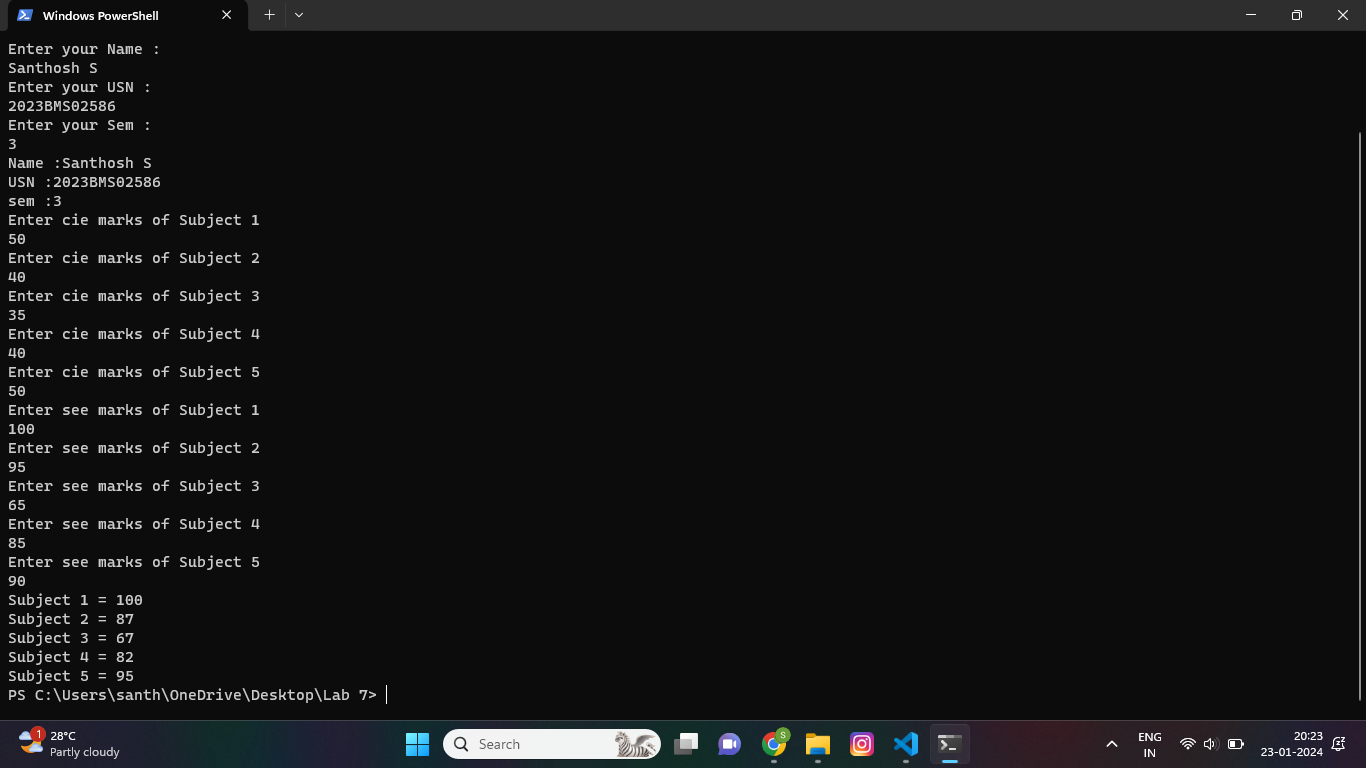 Windows PowerShell
Enter your Name :
Santhosh S
Enter your USN :
2023BMS02586
Enter your Sem :
3
Name :Santhosh S
USN :2023BMS02586
sem :3
Enter cie marks of Subject 1
50
Enter cie marks of Subject 2
40
Enter cie marks of Subject 3
35
Enter cie marks of Subject 4
40
Enter cie marks of Subject 5
50
Enter see marks of Subject 1
100
Enter see marks of Subject 2
95
Enter see marks of Subject 3
65
Enter see marks of Subject 4
85
Enter see marks of Subject 5
90
Subject 1 = 100
Subject 2 = 87
Subject 3 = 67
Subject 4 = 82
Subject 5 = 95
PS C:\Users\santh\OneDrive\Desktop\Lab 7>
1
28°C
Partly cloudy
Search
S
ENG
IN
20:23
23-01-2024